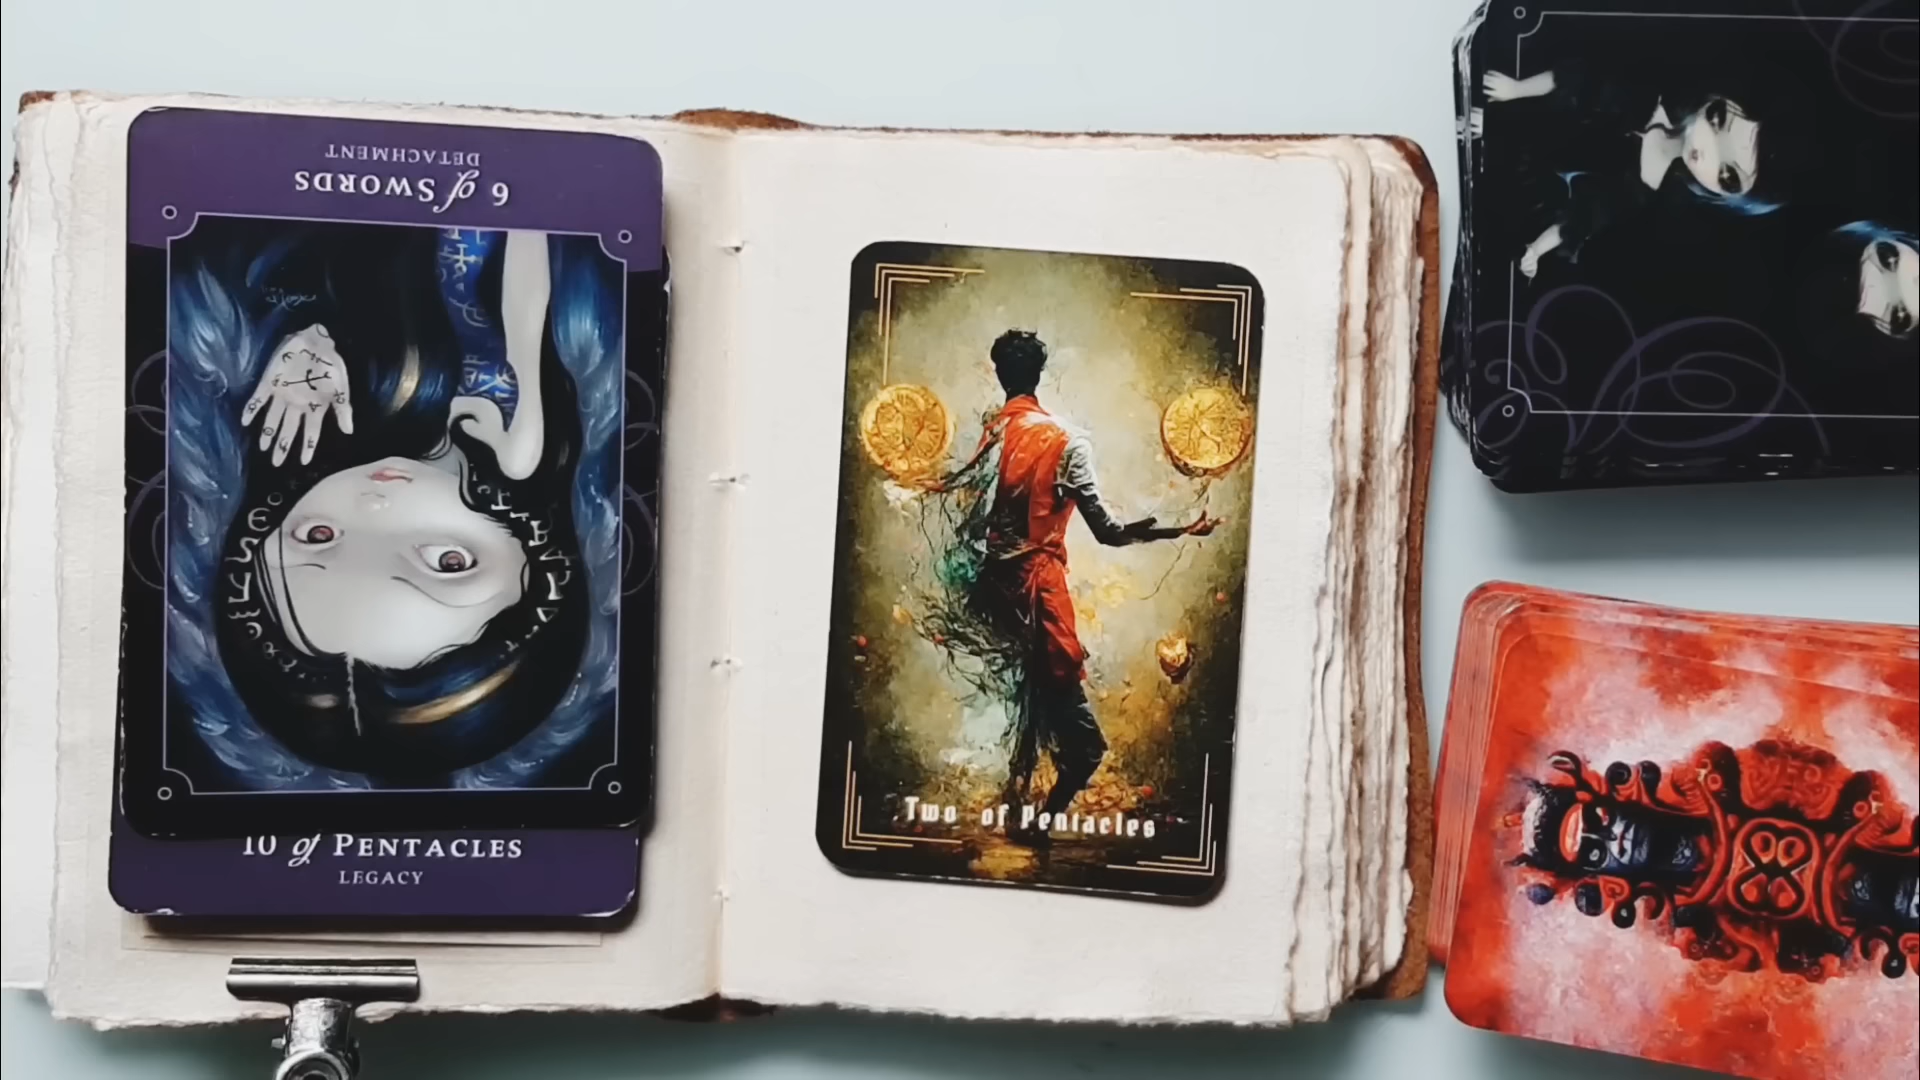 6 of SWORDS
DETACHMENT
10 of PENTACLES
LEGACY
Two of Pentacles